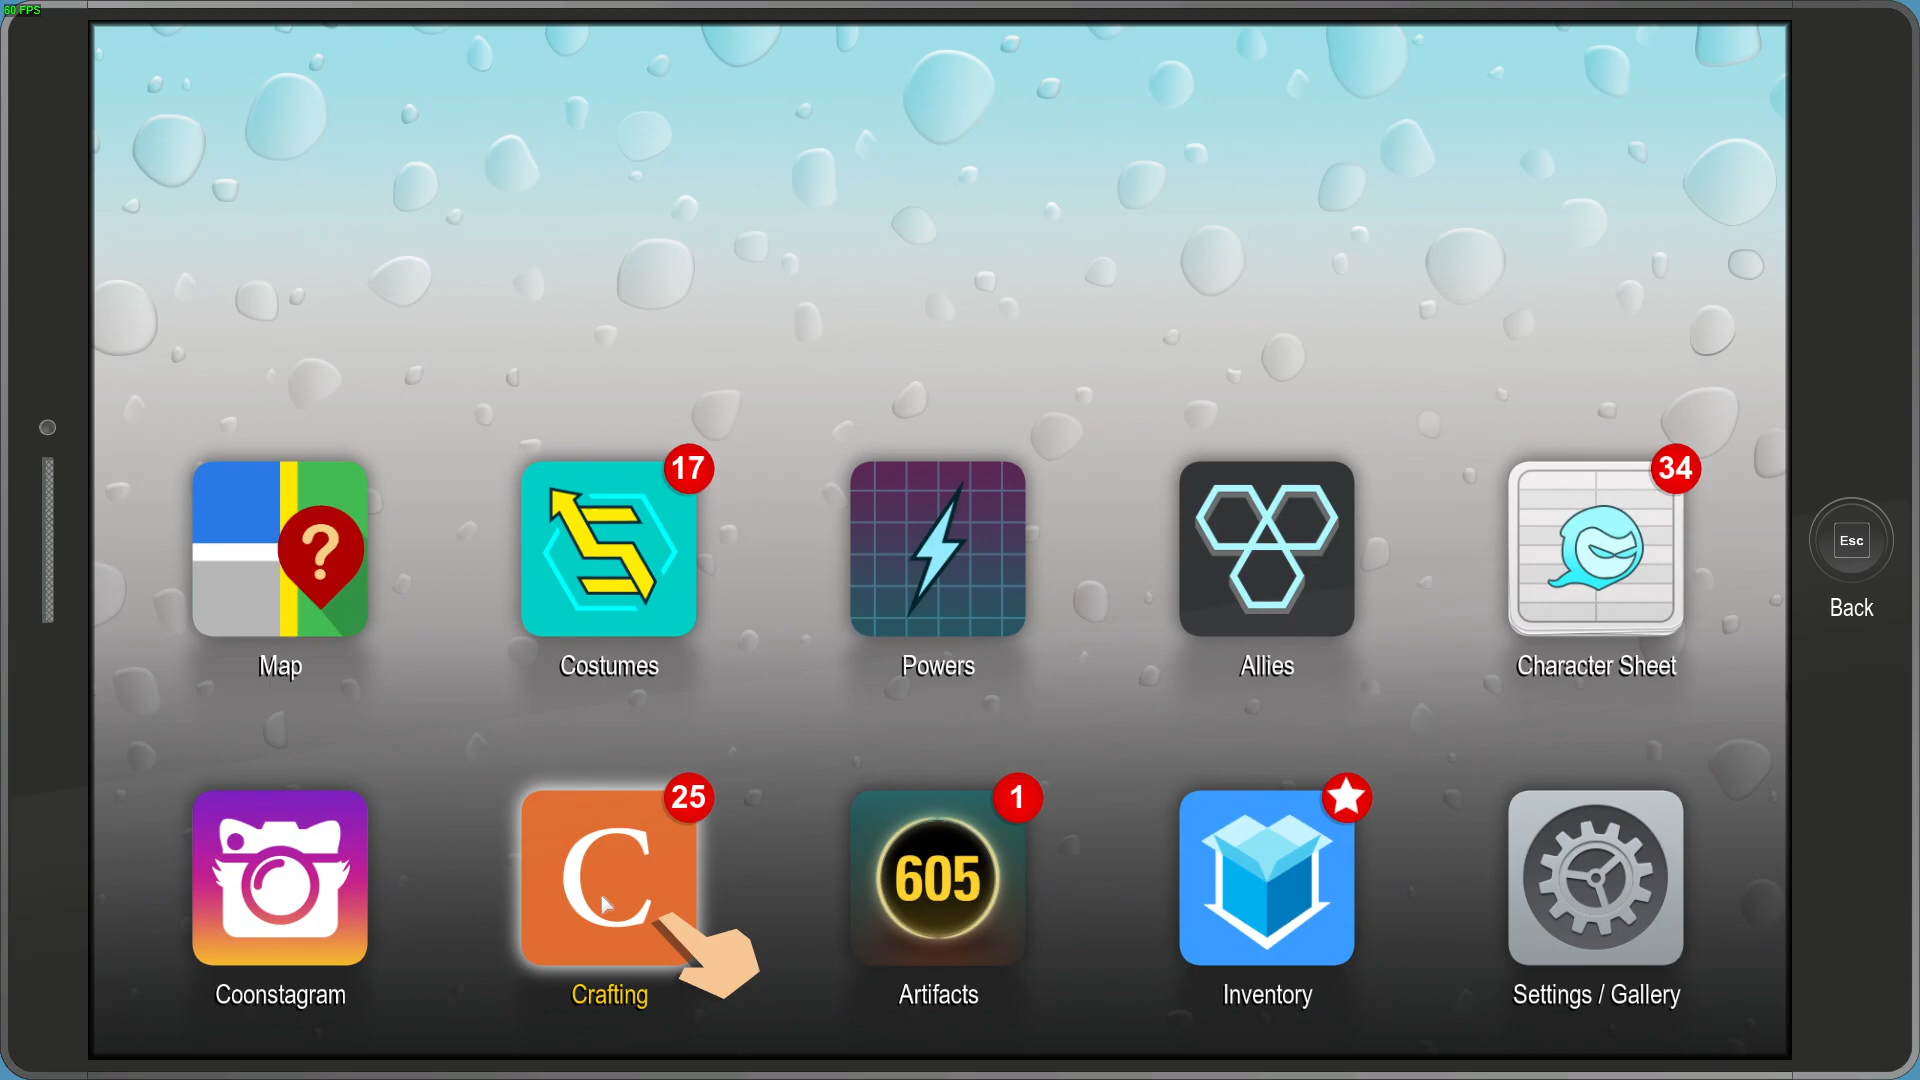 60 FPS
17
34
?
Map
Costumes
Powers
Allies
Character Sheet
Esc
Back
25
1
C
605
Coonstagram
Crafting
Artifacts
Inventory
Settings / Gallery